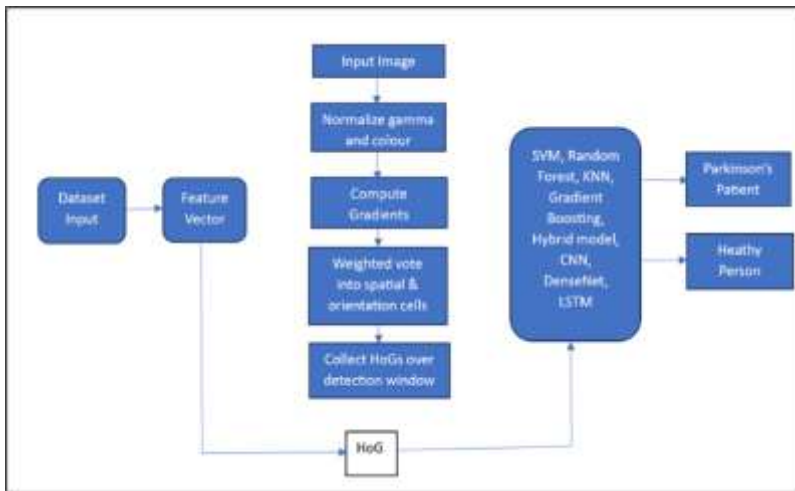 Input Image
Normalize gamma
and colour
Compute
Gradients
Weighted vote
into spatial &
orientation cells
Collect HoGs over
detection window
Dataset
Input
Feature
Vector
HoG
SVM, Random
Forest, KNN,
Gradient
Boosting,
Hybrid model,
CNN,
DenseNet,
LSTM
Parkinson's
Patient
Heathy
Person